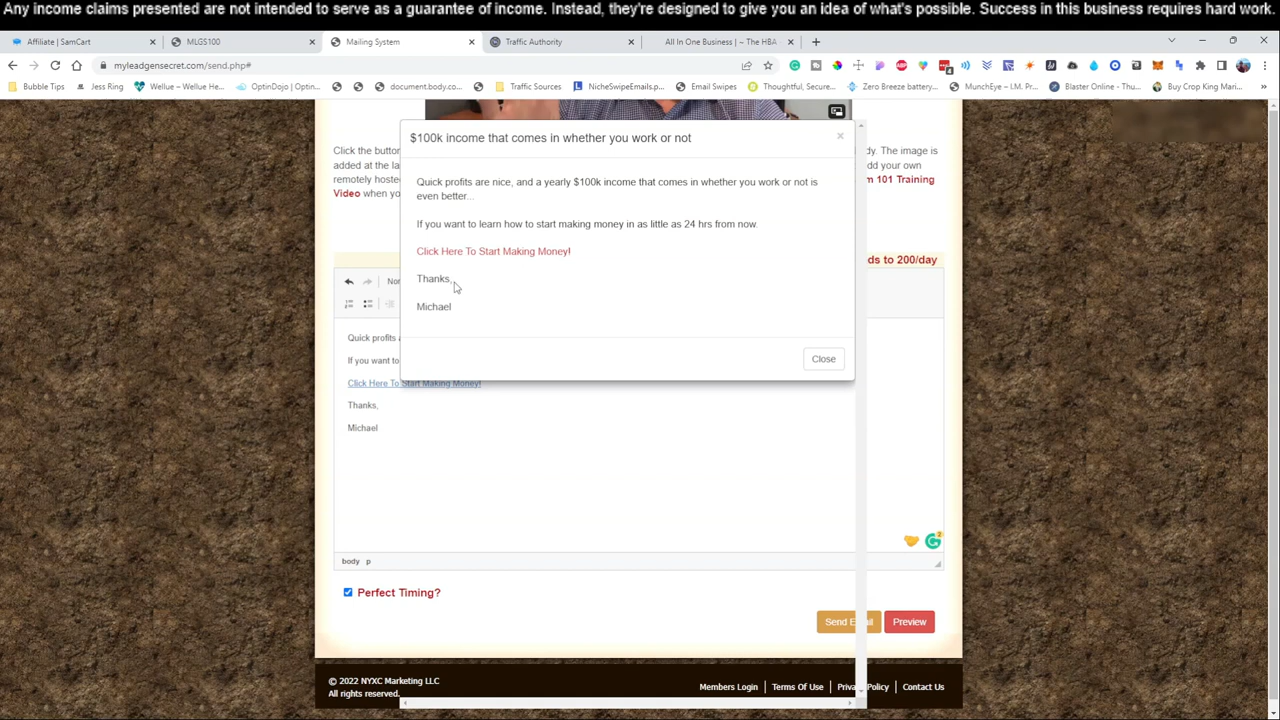 Any income claims presented are not intended to serve as a guarantee of income. Instead, they're designed to give you an idea of what's possible. Success in this business requires hard work.
Affiliate | SamCart
MLGS100
Mailing System
Traffic Authority
All In One Business | ~ The HBA
myleadgensecret.com/send.php#
Bubble Tips
Jess Ring
Wellue – Wellue He...
OptinDojo | Optino...
document.body.co...
Traffic Sources
NicheSwipeEmails.p...
Email Swipes
Thoughtful, Secure...
Zero Breeze battery...
MunchEye – I.M. Pr...
Blaster Online - Thu...
Buy Crop King Mari...
$100k income that comes in whether you work or not
Click the button
dy. The image is
added at the la
dd your own
remotely hoste
m 101 Training
Video when yo
Quick profits are nice, and a yearly $100k income that comes in whether you work or not is
even better...
If you want to learn how to start making money in as little as 24 hrs from now.
Click Here To Start Making Money!
Thanks,
Michael
Close
ds to 200/day
Nor
Quick profits a
If you want to
Click Here To Start Making Money!
Thanks,
Michael
body p
Perfect Timing?
Send E il
Preview
© 2022 NYXC Marketing LLC
All rights reserved.
Members Login | Terms Of Use | Priva Policy | Contact Us